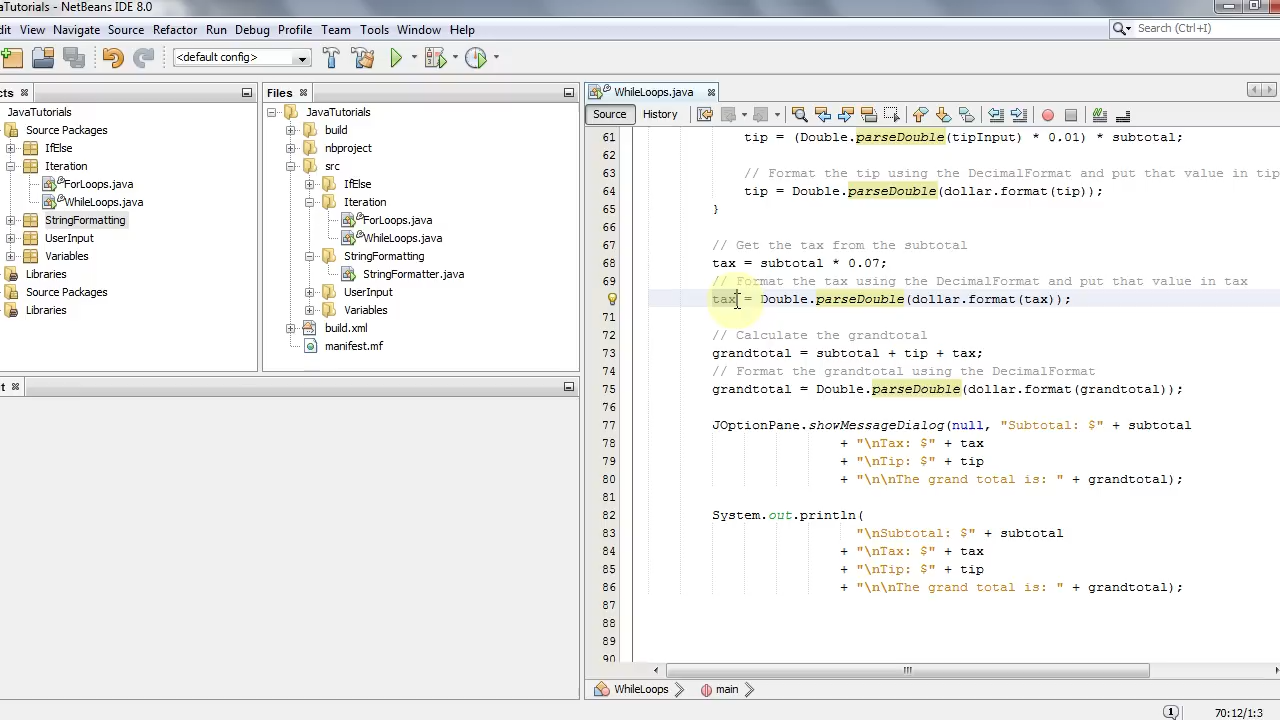 aTutorials - NetBeans IDE 8.0
dit View Navigate Source Refactor Run Debug Profile Team Tools Window Help
Search (Ctrl+I)
<default config>
cts
JavaTutorials
Source Packages
IfElse
Iteration
ForLoops.java
WhileLoops.java
StringFormatting
UserInput
Variables
Libraries
Source Packages
Libraries
Files
JavaTutorials
build
nbproject
src
IfElse
Iteration
ForLoops.java
WhileLoops.java
StringFormatting
StringFormatter.java
UserInput
Variables
build.xml
manifest.mf
t
WhileLoops.java
Source History
61 tip = (Double.parseDouble(tipInput) * 0.01) * subtotal;
62
63 // Format the tip using the DecimalFormat and put that value in tip
64 tip = Double.parseDouble(dollar.format(tip));
65 }
66
67 // Get the tax from the subtotal
68 tax = subtotal * 0.07;
69 // Format the tax using the DecimalFormat and put that value in tax
tax = Double.parseDouble(dollar.format(tax));
71
72 // Calculate the grandtotal
73 grandtotal = subtotal + tip + tax;
74 // Format the grandtotal using the DecimalFormat
75 grandtotal = Double.parseDouble(dollar.format(grandtotal));
76
77 JOptionPane.showMessageDialog(null, "Subtotal: $" + subtotal
78 + "\nTax: $" + tax
79 + "\nTip: $" + tip
80 + "\n\nThe grand total is: " + grandtotal);
81
82 System.out.println(
83 "\nSubtotal: $" + subtotal
84 + "\nTax: $" + tax
85 + "\nTip: $" + tip
86 + "\n\nThe grand total is: " + grandtotal);
87
88
89
90
WhileLoops main
70:12/1:3